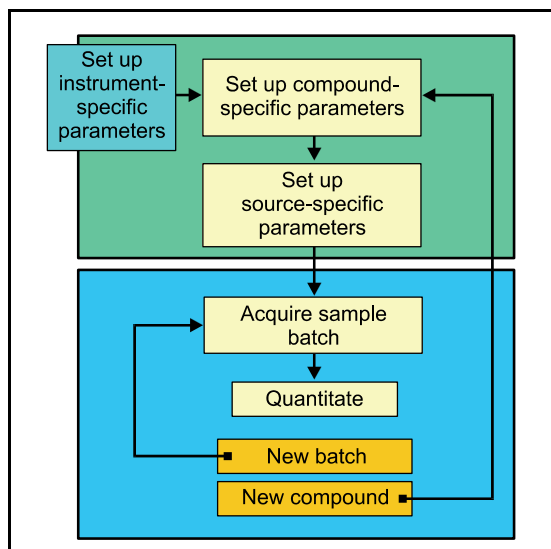 Set up
instrument-
specific
parameters
Set up compound-
specific parameters
Set up
source-specific
parameters
Acquire sample
batch
Quantitate
New batch
New compound